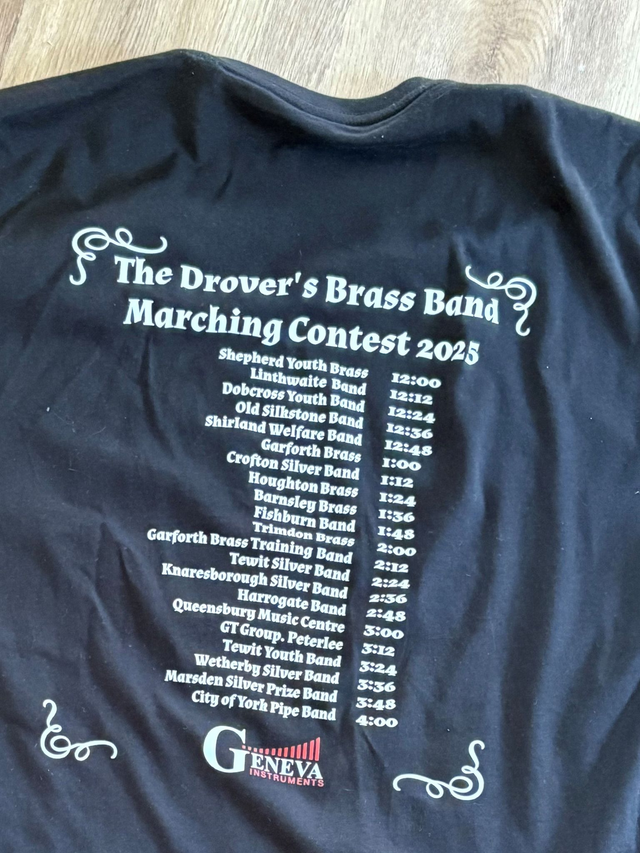 The Drover's Brass Band
Marching Contest 2025
Shepherd Youth Brass 12:00
Linthwaite Band 12:12
Dobcross Youth Band 12:24
Old Silkstone Band 12:36
Shirland Welfare Band 12:48
Garforth Brass 1:00
Crofton Silver Band 1:12
Houghton Brass 1:24
Barnsley Brass 1:36
Fishburn Band 1:48
Trimdon Brass 2:00
Garforth Brass Training Band 2:12
Tewit Silver Band 2:24
Knaresborough Silver Band 2:36
Harrogate Band 2:48
Queensbury Music Centre 3:00
GT Group. Peterlee 3:12
Tewit Youth Band 3:24
Wetherby Silver Band 3:36
Marsden Silver Prize Band 3:48
City of York Pipe Band 4:00
GENEVA
INSTRUMENTS